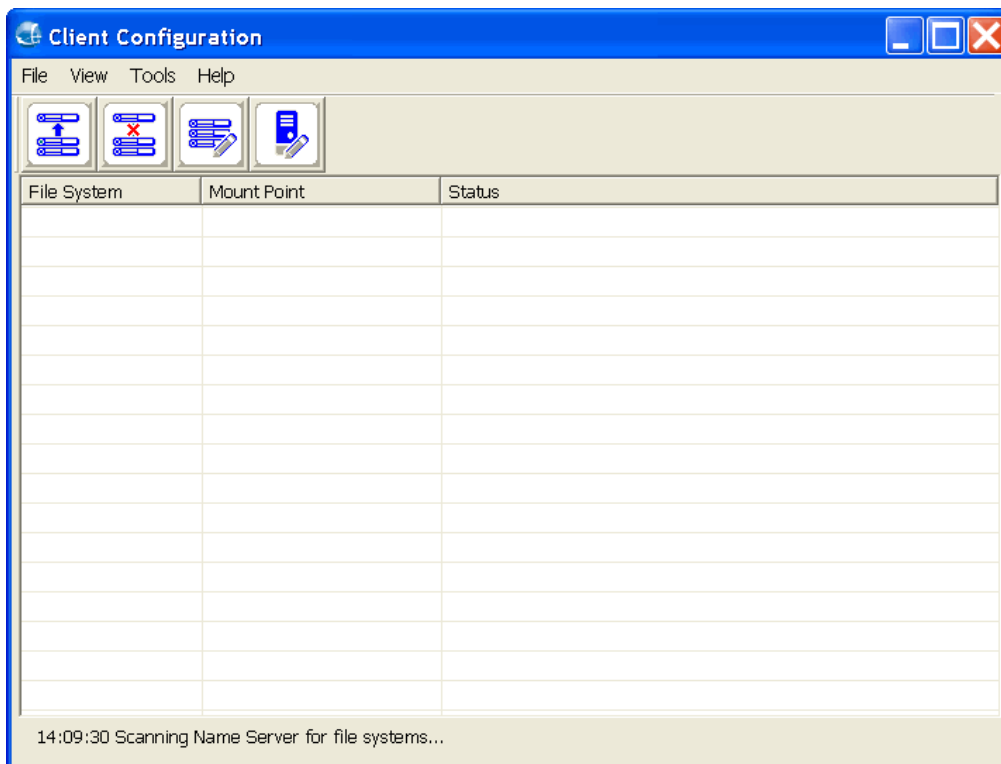 Client Configuration
File View Tools Help
File System Mount Point Status
14:09:30 Scanning Name Server for file systems...